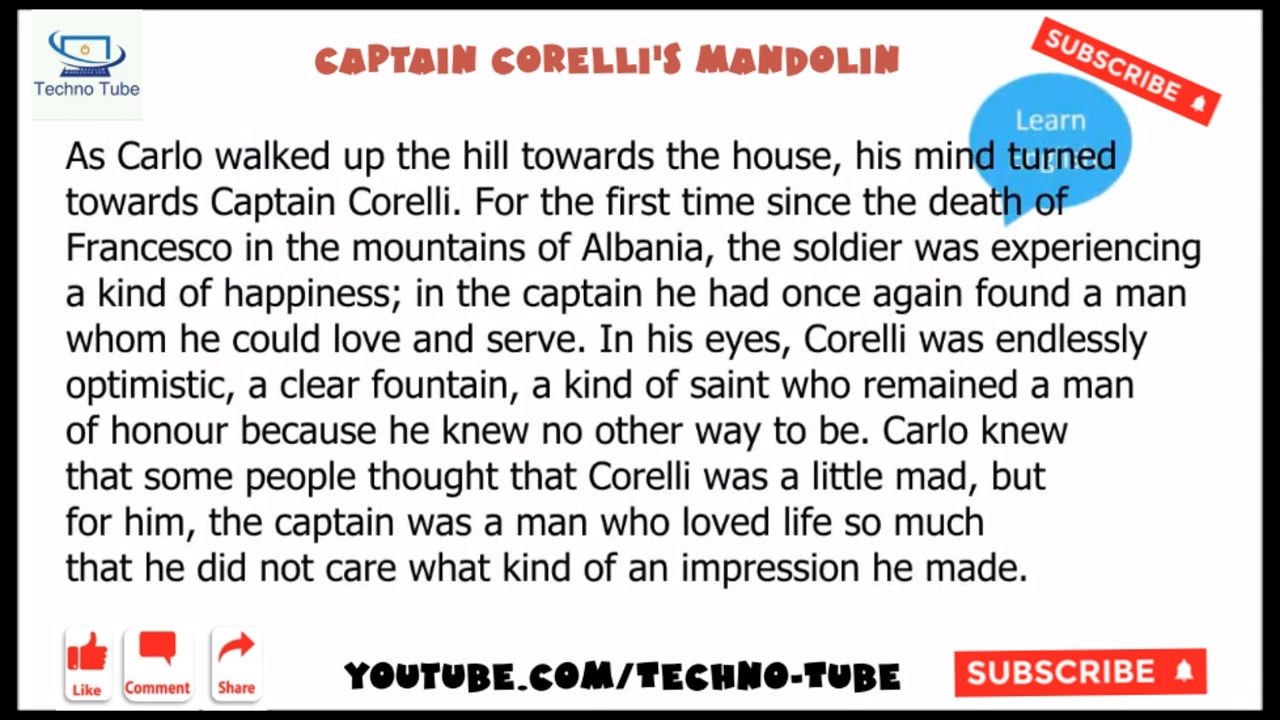 Techno Tube
CAPTAIN CORELLI'S MANDOLIN
SUBSCRIBE
Learn
English
As Carlo walked up the hill towards the house, his mind turned
towards Captain Corelli. For the first time since the death of
Francesco in the mountains of Albania, the soldier was experiencing
a kind of happiness; in the captain he had once again found a man
whom he could love and serve. In his eyes, Corelli was endlessly
optimistic, a clear fountain, a kind of saint who remained a man
of honour because he knew no other way to be. Carlo knew
that some people thought that Corelli was a little mad, but
for him, the captain was a man who loved life so much
that he did not care what kind of an impression he made.
Like
Comment
Share
YOUTUBE.COM/TECHNO-TUBE
SUBSCRIBE